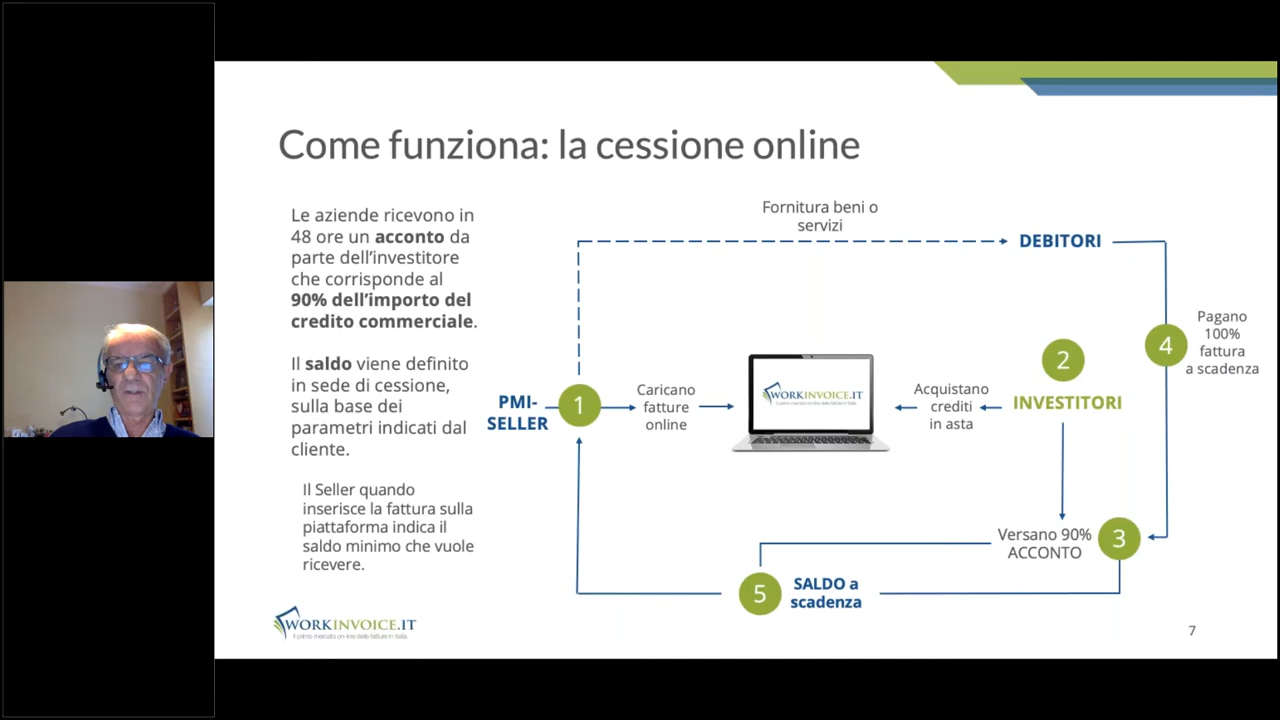 Come funziona: la cessione online
Le aziende ricevono in
48 ore un acconto da
parte dell’investitore
che corrisponde al
90% dell’importo del
credito commerciale.
Il saldo viene definito
in sede di cessione,
sulla base dei
parametri indicati dal
cliente.
Il Seller quando
inserisce la fattura sulla
piattaforma indica il
saldo minimo che vuole
ricevere.
Fornitura beni o
servizi
DEBITORI
PMI-
SELLER
1
Caricano
fatture
online
WORKINVOICE.IT
Acquistano
crediti
in asta
2
INVESTITORI
4
Pagano
100%
fattura
a scadenza
Versano 90%
ACCONTO
3
5
SALDO a
scadenza
WORKINVOICE.IT
Il primo mercato on-line delle fatture in Italia.
7